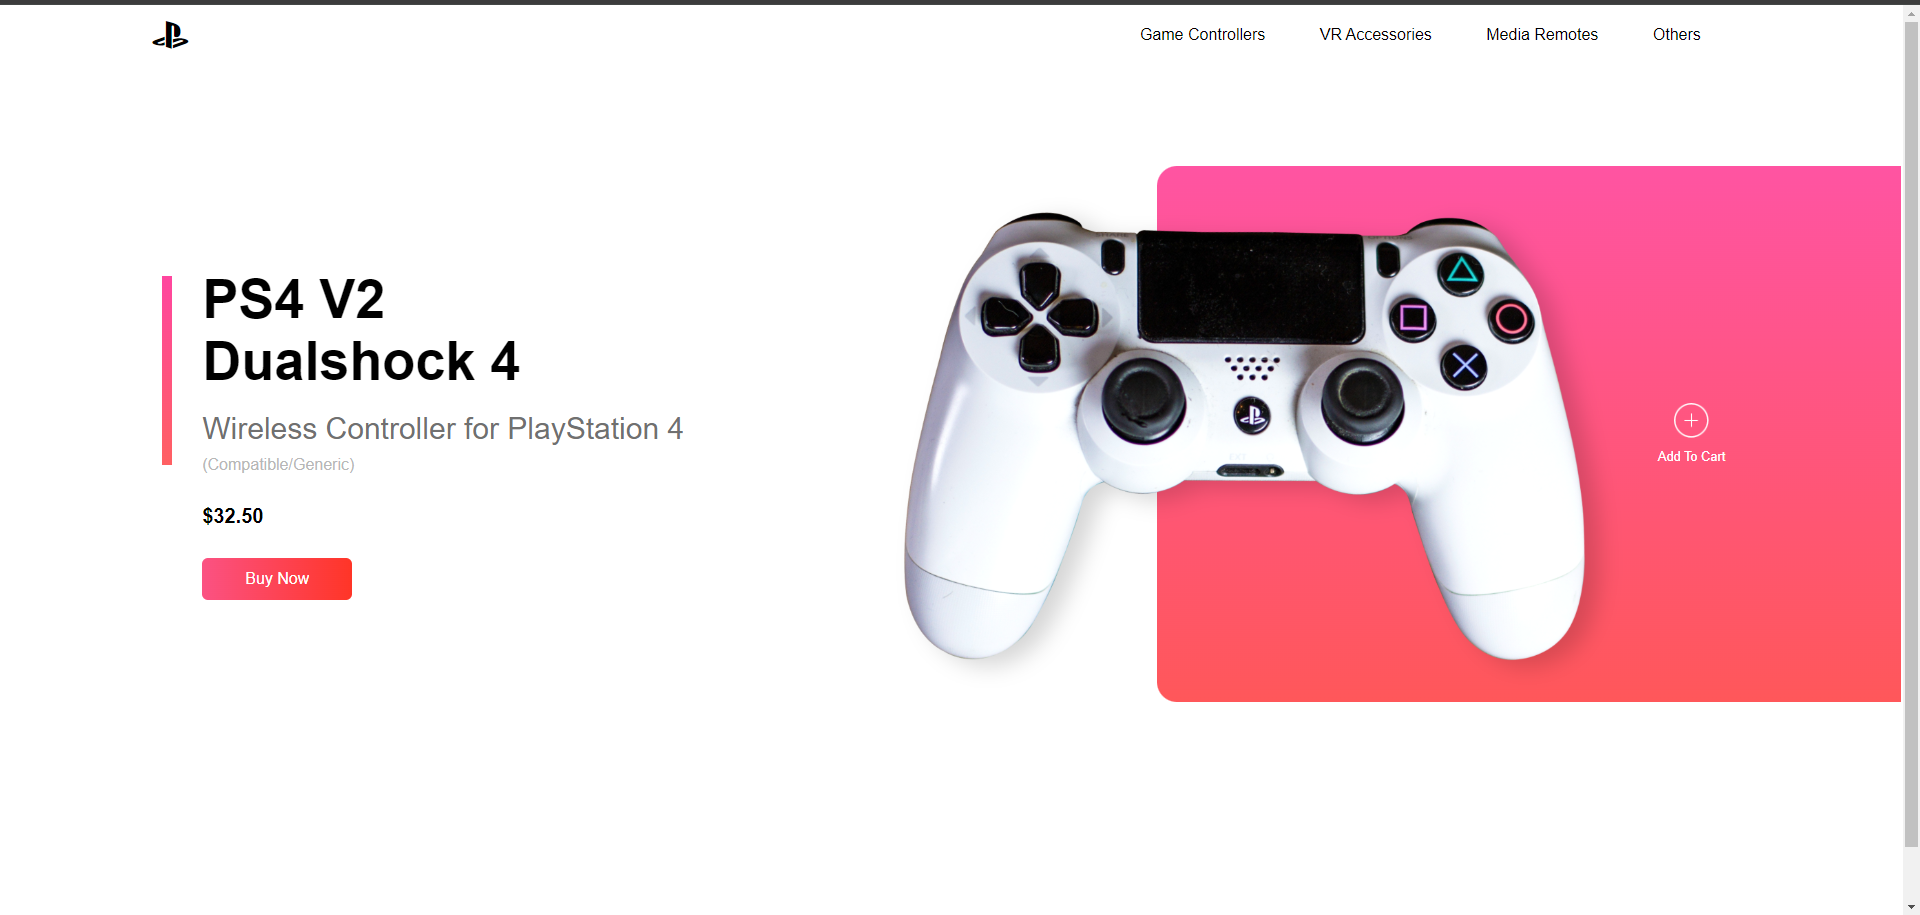 Game Controllers VR Accessories Media Remotes Others
PS4 V2
Dualshock 4
Wireless Controller for PlayStation 4
(Compatible/Generic)
$32.50
Buy Now
Add To Cart